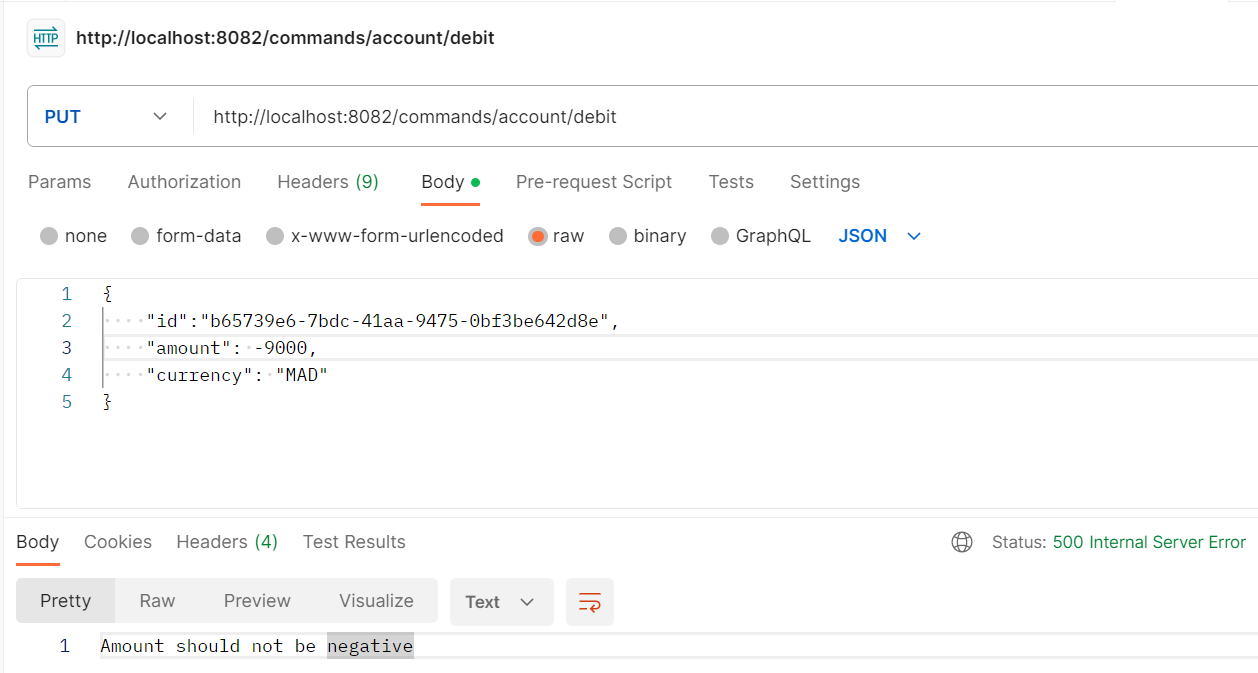 HTTP http://localhost:8082/commands/account/debit
PUT http://localhost:8082/commands/account/debit
Params Authorization Headers (9) Body Pre-request Script Tests Settings
none form-data x-www-form-urlencoded raw binary GraphQL JSON
1 {
2 "id":"b65739e6-7bdc-41aa-9475-0bf3be642d8e",
3 "amount": -9000,
4 "currency": "MAD"
5 }
Body Cookies Headers (4) Test Results Status: 500 Internal Server Error
Pretty Raw Preview Visualize Text
1 Amount should not be negative